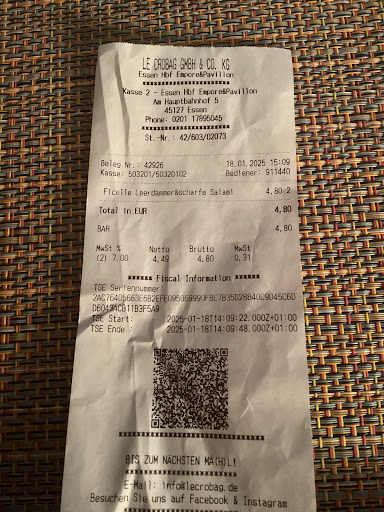 LE CROBAG GMBH & CO. KG
Essen Hbf Empore&Pavillon
Kasse 2 - Essen Hbf Empore&Pavillon
Am Hauptbahnhof 5
45127 Essen
Phone: 0201 17895045
St.-Nr.: 42/603/02073
Beleg Nr.: 42926 18.01.2025 15:09
Kasse: 503201/50320102 Bediener: 911440
Ficelle Leerdammer&scharfe Salami 4,80 2
Total in EUR 4,80
BAR 4,80
MwSt % Netto Brutto MwSt
(2) 7.00 4,49 4,80 0,31
****** Fiscal Information *****
TSE Seriennummer
TSE Start: 2025-01-18T14:09:22.000Z+01:00
TSE Ende : 2025-01-18T14:09:48.000Z+01:00
BIS ZUM NÄCHSTEN MA(H)L!
E-Mail: info@lecrobag.de
Besuchen Sie uns auf Facebook & Instagram